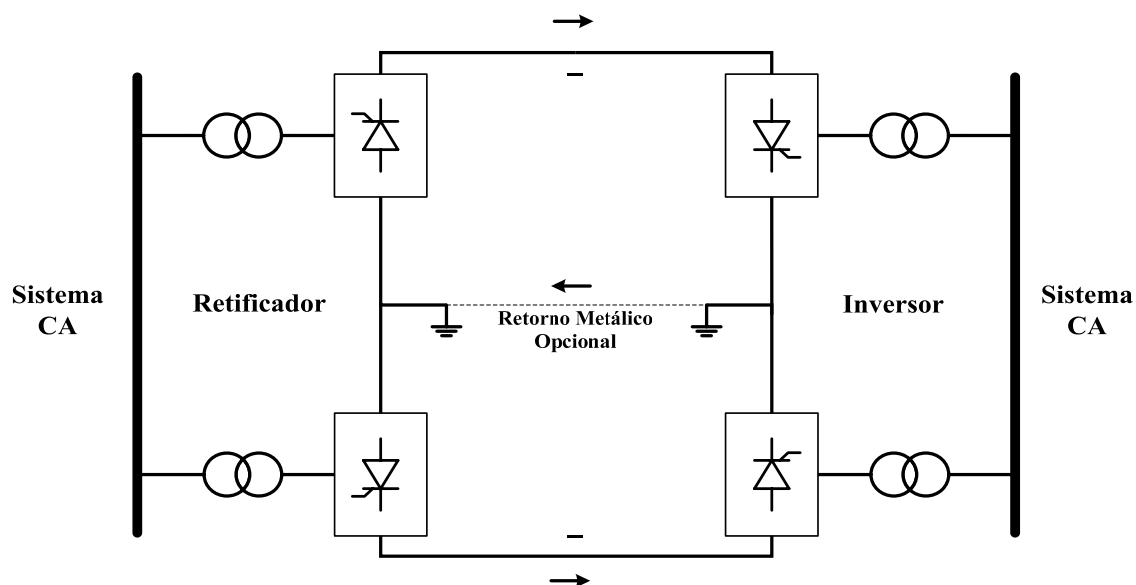 –
Sistema
CA
Retificador
Retorno Metálico
Opcional
Inversor
Sistema
CA
–